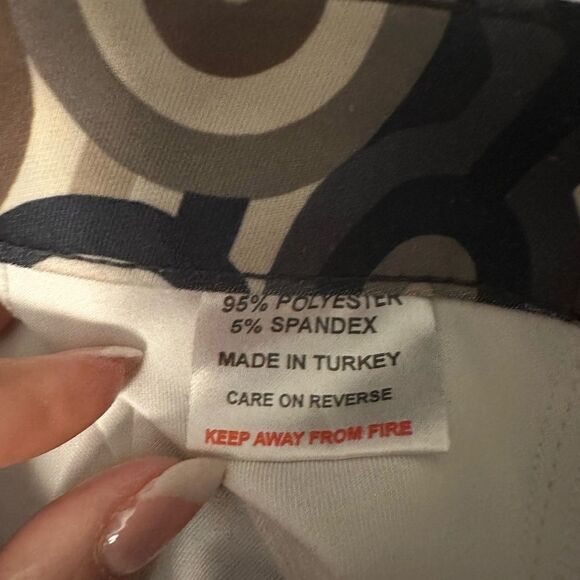 95% POLYESTER
5% SPANDEX
MADE IN TURKEY
CARE ON REVERSE
KEEP AWAY FROM FIRE